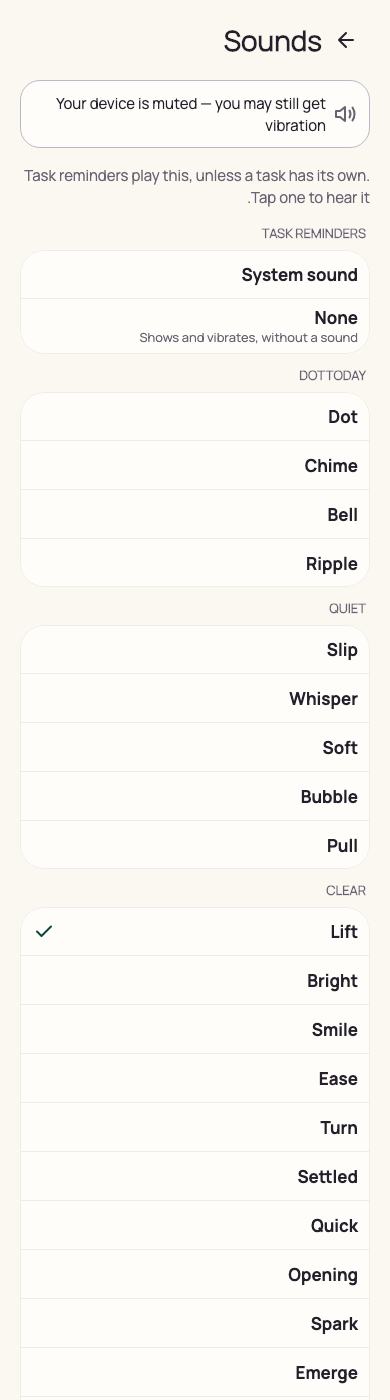 Sounds
Your device is muted — you may still get
vibration
Task reminders play this, unless a task has its own.
.Tap one to hear it
TASK REMINDERS
System sound
None
Shows and vibrates, without a sound
DOTTODAY
Dot
Chime
Bell
Ripple
QUIET
Slip
Whisper
Soft
Bubble
Pull
CLEAR
Lift
Bright
Smile
Ease
Turn
Settled
Quick
Opening
Spark
Emerge